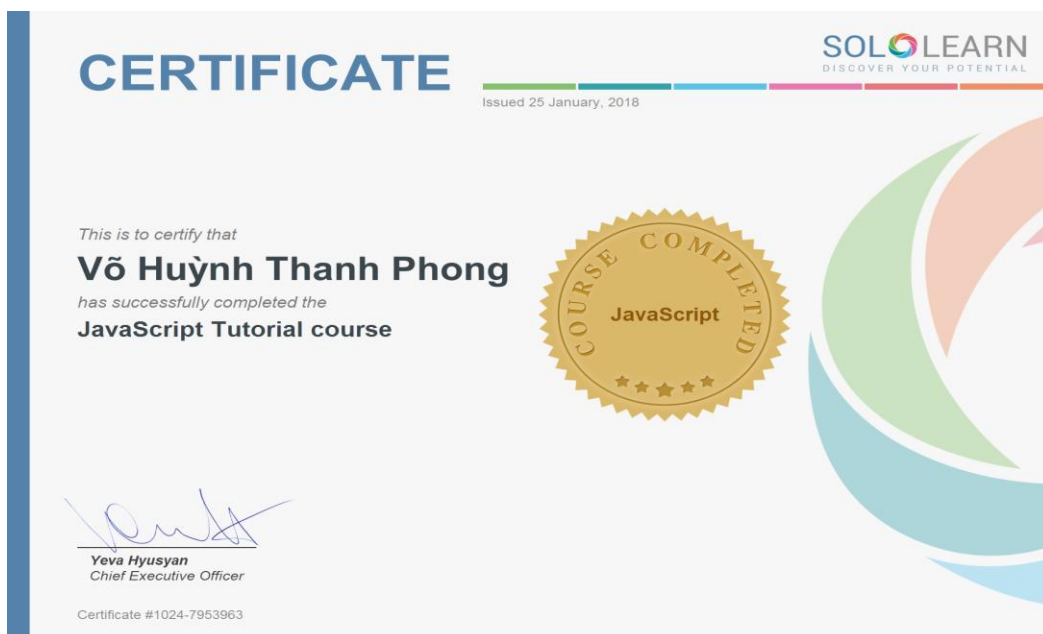 CERTIFICATE
SOLOLEARN
DISCOVER YOUR POTENTIAL
Issued 25 January, 2018
This is to certify that
Võ Huỳnh Thanh Phong
has successfully completed the
JavaScript Tutorial course
COURSE COMPLETED
JavaScript
Yeva Hyusyan
Chief Executive Officer
Certificate #1024-7953963